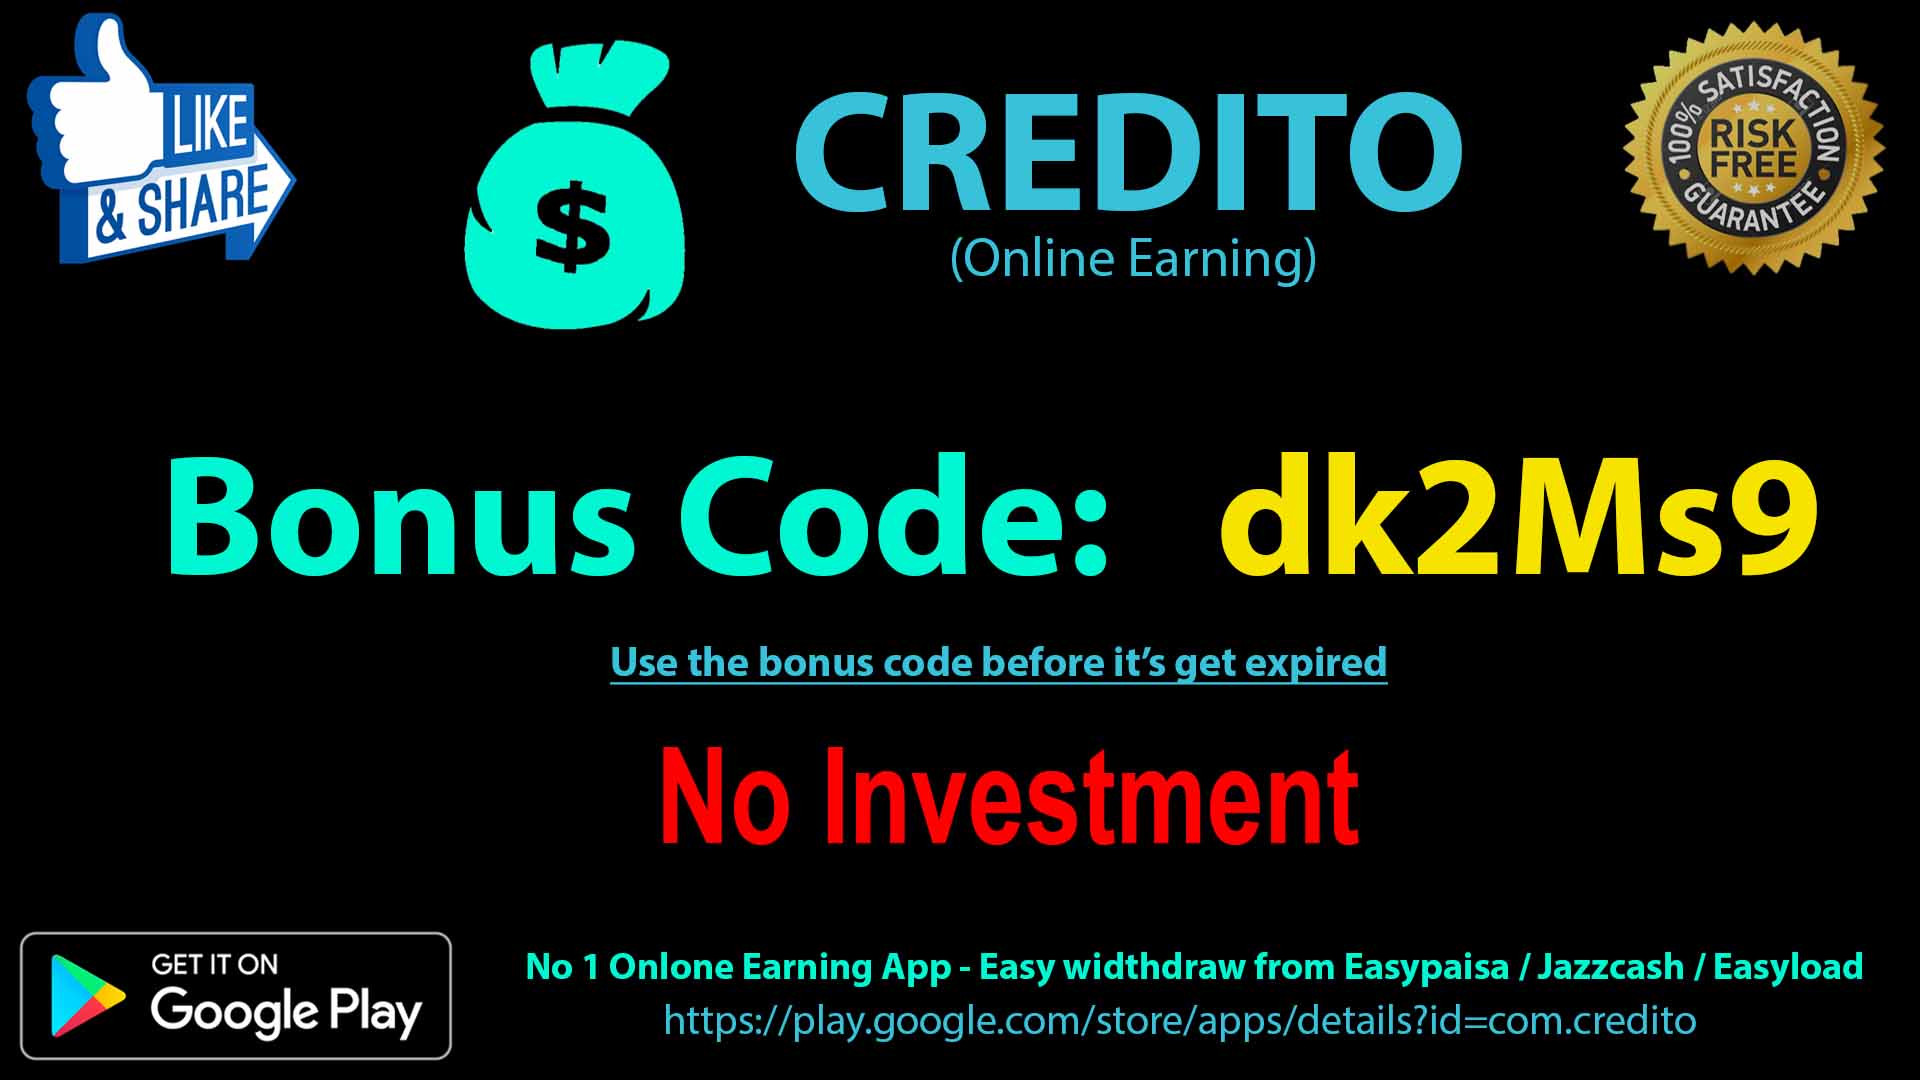 LIKE
& SHARE
CREDITO
(Online Earning)
100% SATISFACTION
RISK
FREE
GUARANTEE
Bonus Code: dk2Ms9
Use the bonus code before it’s get expired
No Investment
GET IT ON
Google Play
No 1 Onlone Earning App - Easy widthdraw from Easypaisa / Jazzcash / Easyload
https://play.google.com/store/apps/details?id=com.credito
$